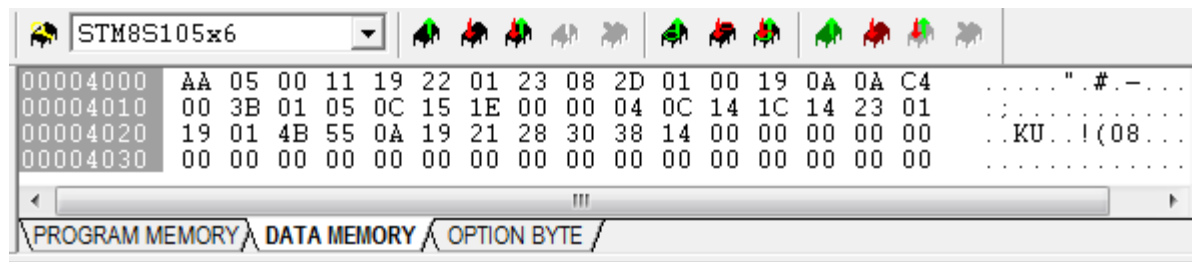 STM8S105x6
00004000 AA 05 00 11 19 22 01 23 08 2D 01 00 19 0A 0A C4 .....".#.-...
00004010 00 3B 01 05 0C 15 1E 00 00 04 0C 14 1C 14 23 01 .;...........
00004020 19 01 4B 55 0A 19 21 28 30 38 14 00 00 00 00 00 ..KU..!(08...
00004030 00 00 00 00 00 00 00 00 00 00 00 00 00 00 00 00 .............
PROGRAM MEMORY DATA MEMORY OPTION BYTE